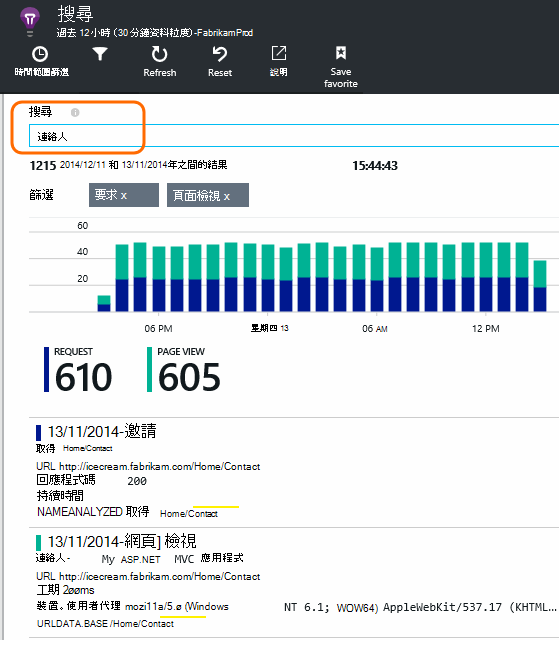 搜尋
過去 12 小時 (30 分鐘資料粒度)-FabrikamProd
時間範圍篩選 Refresh Reset 說明 Save favorite
搜尋
連絡人
1215 2014/12/11 和 13/11/2014年之間的結果 15:44:43
篩選 要求 x 頁面檢視 x
60
40
20
06 PM 星期四 13 06 AM 12 PM
REQUEST PAGE VIEW
610 605
13/11/2014-邀請
取得 Home/Contact
URL http://icecream.fabrikam.com/Home/Contact
回應程式碼 200
持續時間
NAMEANALYZED 取得 Home/Contact
13/11/2014-網頁] 檢視
連絡人- My ASP.NET MVC 應用程式
URL http://icecream.fabrikam.com/Home/Contact
工期 2øøms
裝置。使用者代理 mozi11a/5.ø (Windows NT 6.1; WOW64) AppleWebKit/537.17 (KHTML...
URLDATA.BASE /Home/Contact